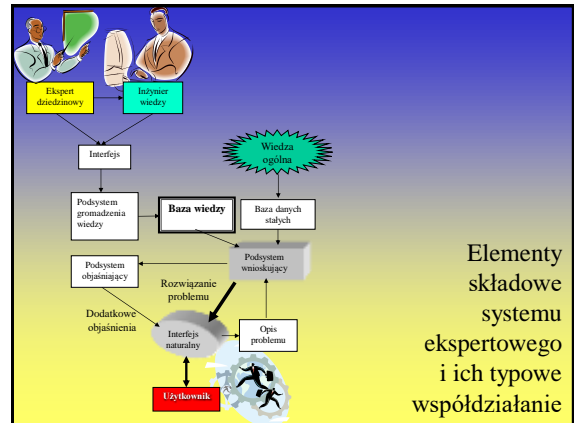 Ekspert
dziedzinowy
Inżynier
wiedzy
Interfejs
Wiedza
ogólna
Podsystem
gromadzenia
wiedzy
Baza wiedzy
Baza danych
stałych
Podsystem
objaśniający
Podsystem
wnioskujący
Rozwiązanie
problemu
Dodatkowe
objaśnienia
Interfejs
naturalny
Opis
problemu
Użytkownik
Elementy
składowe
systemu
ekspertowego
i ich typowe
współdziałanie